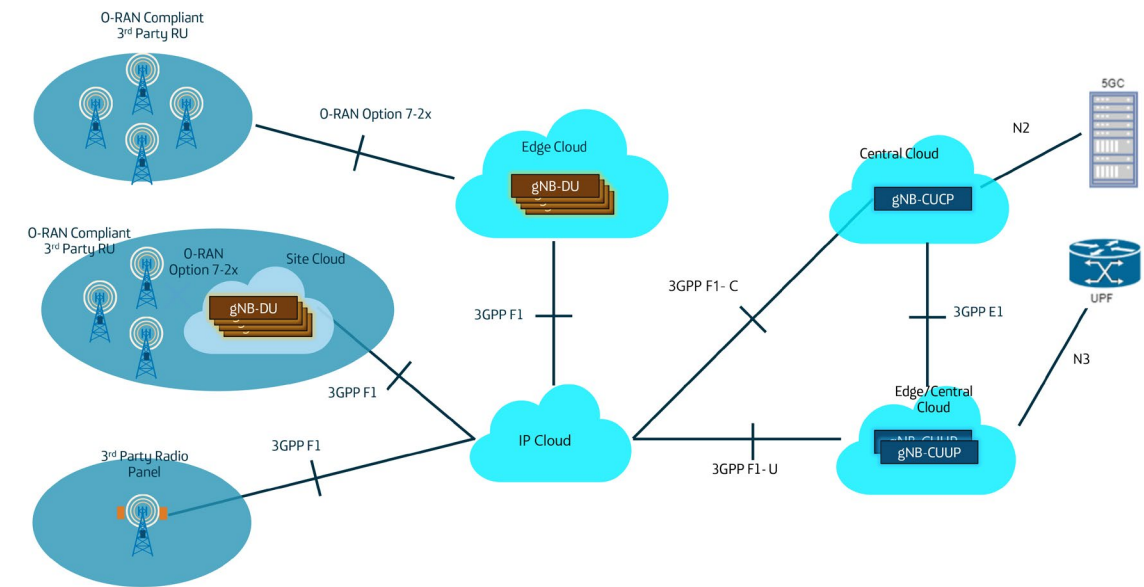 O-RAN Compliant
3rd Party RU
O-RAN Option 7-2x
Edge Cloud
gNB-DU
5GC
N2
Central Cloud
gNB-CUCP
O-RAN Compliant
3rd Party RU
O-RAN
Option 7-2x
Site Cloud
gNB-DU
3GPP F1
3GPP F1- C
3GPP E1
UPF
N3
3GPP F1
Edge/Central
Cloud
IP Cloud
gNB-CUUP
gNB-CUUP
3GPP F1- U
3GPP F1
3rd Party Radio
Panel